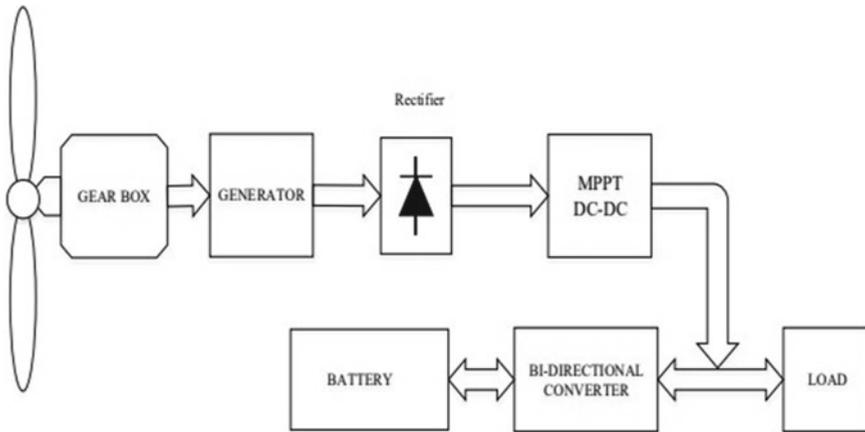 Rectifier
GEAR BOX
GENERATOR
MPPT
DC-DC
BATTERY
BI-DIRECTIONAL
CONVERTER
LOAD